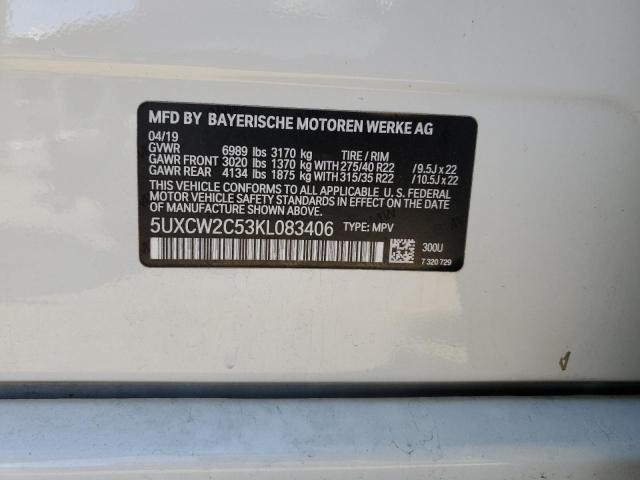 MFD BY BAYERISCHE MOTOREN WERKE AG
04/19
GVWR 6989 lbs 3170 kg TIRE / RIM
GAWR FRONT 3020 lbs 1370 kg WITH 275/40 R22 / 9.5J x 22
GAWR REAR 4134 lbs 1875 kg WITH 315/35 R22 / 10.5J x 22
THIS VEHICLE CONFORMS TO ALL APPLICABLE U. S. FEDERAL
MOTOR VEHICLE SAFETY STANDARDS IN EFFECT ON THE DATE
OF MANUFACTURE SHOWN ABOVE.
5UXCW2C53KL083406 TYPE: MPV
300U
7 320 729